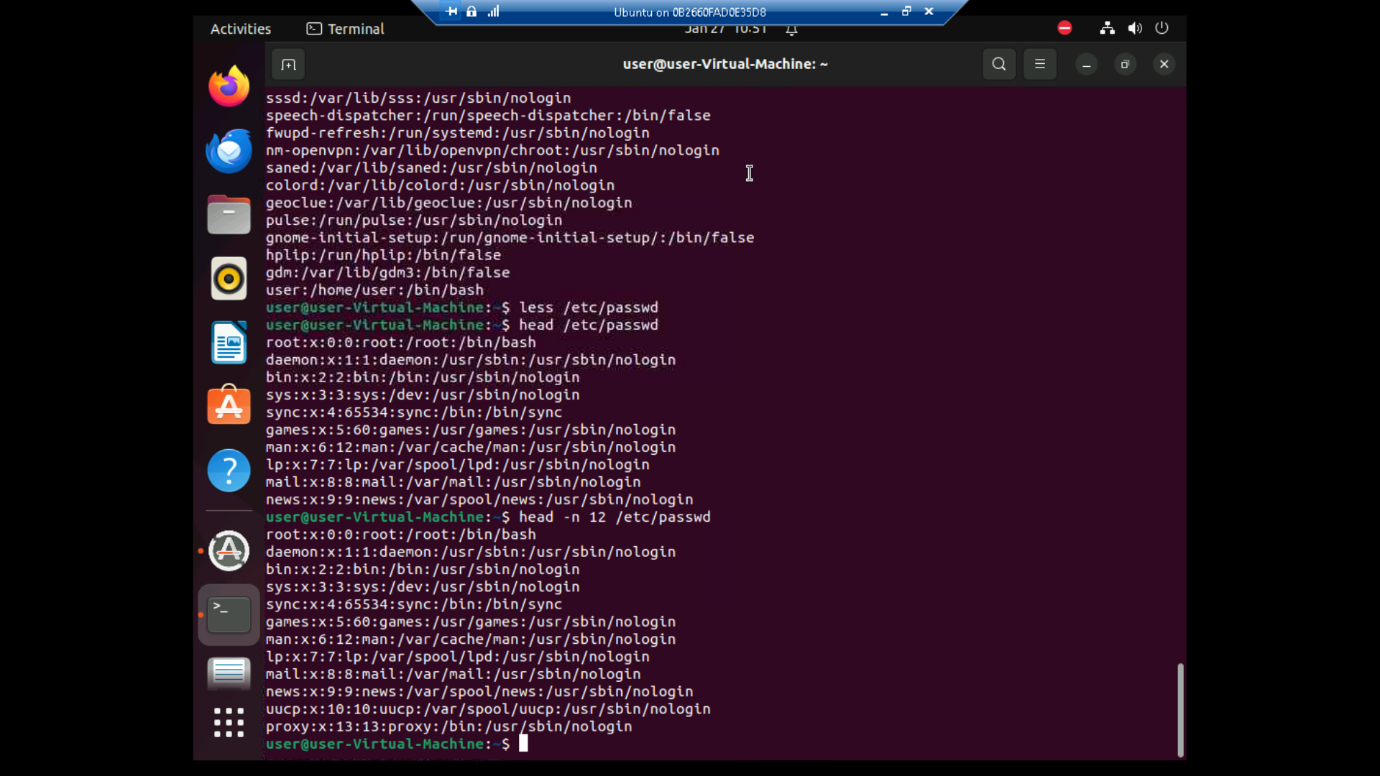 Ubuntu on 0B2660FAD0E35D8
Activities
Terminal
Jan 27 10:51
user@user-Virtual-Machine: ~
sssd:/var/lib/sss:/usr/sbin/nologin
speech-dispatcher:/run/speech-dispatcher:/bin/false
fwupd-refresh:/run/systemd:/usr/sbin/nologin
nm-openvpn:/var/lib/openvpn/chroot:/usr/sbin/nologin
saned:/var/lib/saned:/usr/sbin/nologin
colord:/var/lib/colord:/usr/sbin/nologin
geoclue:/var/lib/geoclue:/usr/sbin/nologin
pulse:/run/pulse:/usr/sbin/nologin
gnome-initial-setup:/run/gnome-initial-setup/:/bin/false
hplip:/run/hplip:/bin/false
gdm:/var/lib/gdm3:/bin/false
user:/home/user:/bin/bash
user@user-Virtual-Machine:~$ less /etc/passwd
user@user-Virtual-Machine:~$ head /etc/passwd
root:x:0:0:root:/root:/bin/bash
daemon:x:1:1:daemon:/usr/sbin:/usr/sbin/nologin
bin:x:2:2:bin:/bin:/usr/sbin/nologin
sys:x:3:3:sys:/dev:/usr/sbin/nologin
sync:x:4:65534:sync:/bin:/bin/sync
games:x:5:60:games:/usr/games:/usr/sbin/nologin
man:x:6:12:man:/var/cache/man:/usr/sbin/nologin
lp:x:7:7:lp:/var/spool/lpd:/usr/sbin/nologin
mail:x:8:8:mail:/var/mail:/usr/sbin/nologin
news:x:9:9:news:/var/spool/news:/usr/sbin/nologin
user@user-Virtual-Machine:~$ head -n 12 /etc/passwd
root:x:0:0:root:/root:/bin/bash
daemon:x:1:1:daemon:/usr/sbin:/usr/sbin/nologin
bin:x:2:2:bin:/bin:/usr/sbin/nologin
sys:x:3:3:sys:/dev:/usr/sbin/nologin
sync:x:4:65534:sync:/bin:/bin/sync
games:x:5:60:games:/usr/games:/usr/sbin/nologin
man:x:6:12:man:/var/cache/man:/usr/sbin/nologin
lp:x:7:7:lp:/var/spool/lpd:/usr/sbin/nologin
mail:x:8:8:mail:/var/mail:/usr/sbin/nologin
news:x:9:9:news:/var/spool/news:/usr/sbin/nologin
uucp:x:10:10:uucp:/var/spool/uucp:/usr/sbin/nologin
proxy:x:13:13:proxy:/bin:/usr/sbin/nologin
user@user-Virtual-Machine:~$